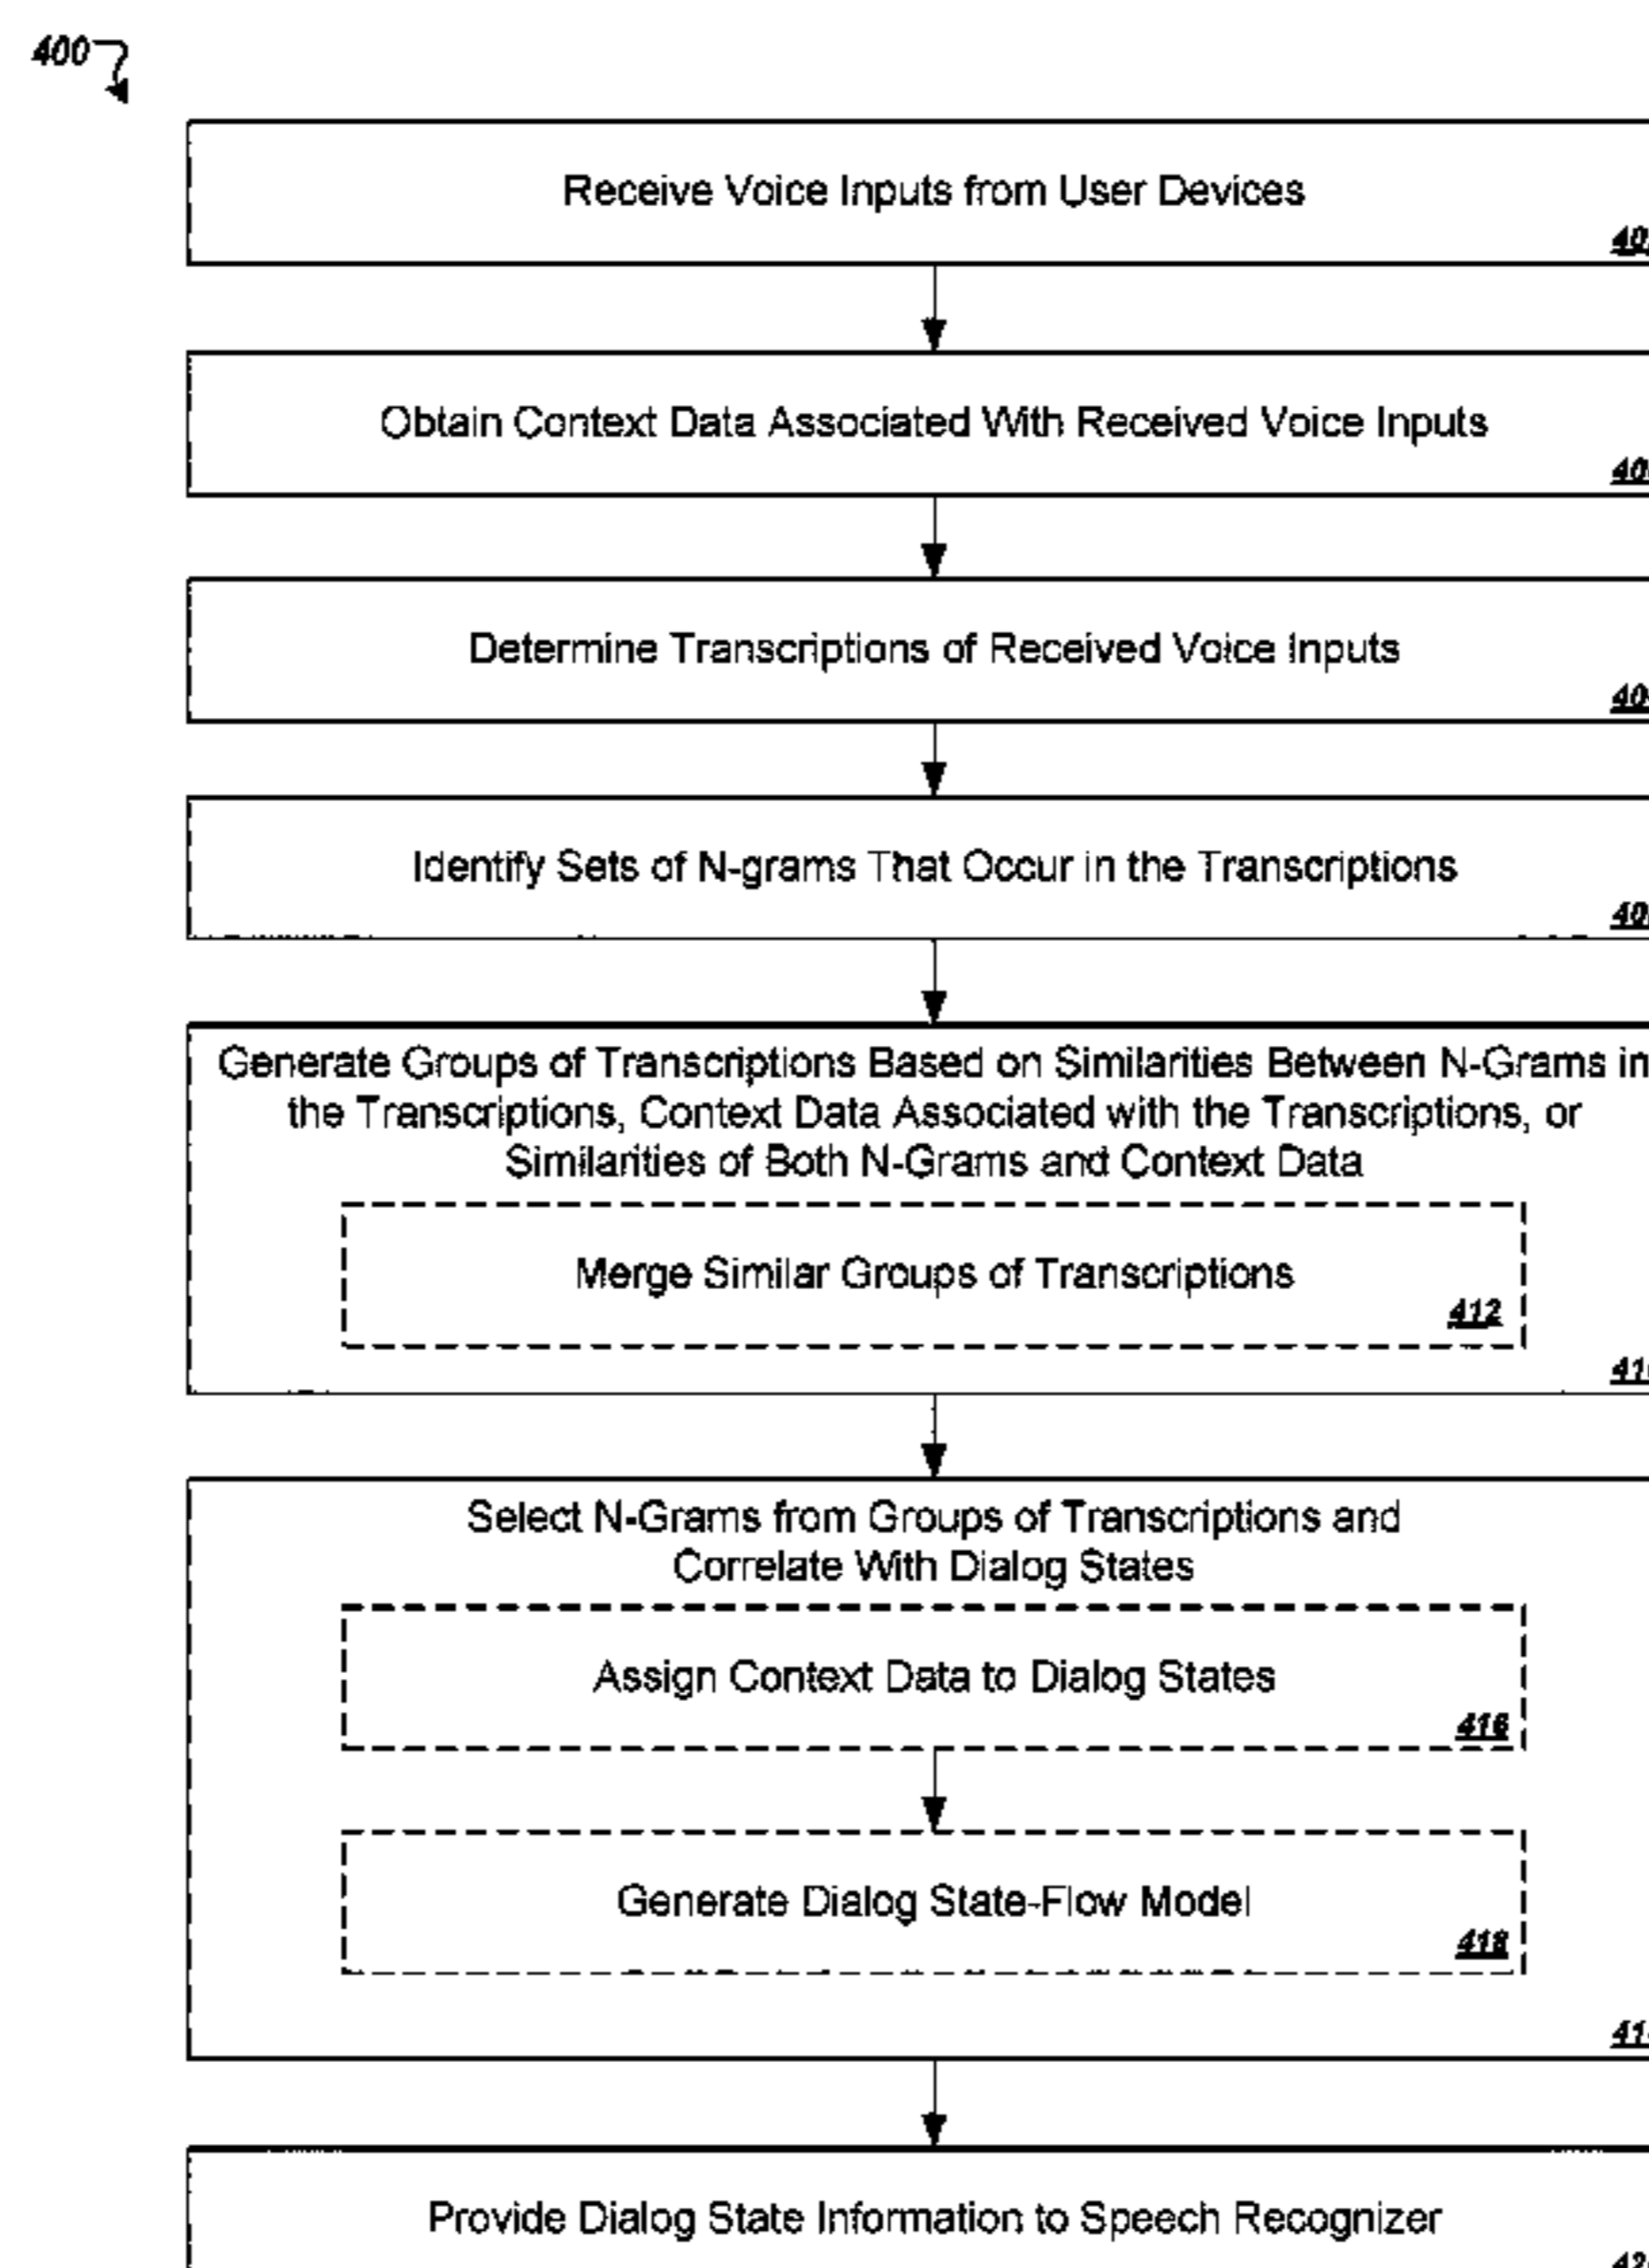 400
Receive Voice Inputs from User Devices
Obtain Context Data Associated With Received Voice Inputs
Determine Transcriptions of Received Voice Inputs
Identify Sets of N-grams That Occur in the Transcriptions
Generate Groups of Transcriptions Based on Similarities Between N-Grams in
the Transcriptions, Context Data Associated with the Transcriptions, or
Similarities of Both N-Grams and Context Data
Merge Similar Groups of Transcriptions
412
Select N-Grams from Groups of Transcriptions and
Correlate With Dialog States
Assign Context Data to Dialog States
416
Generate Dialog State-Flow Model
418
Provide Dialog State Information to Speech Recognizer